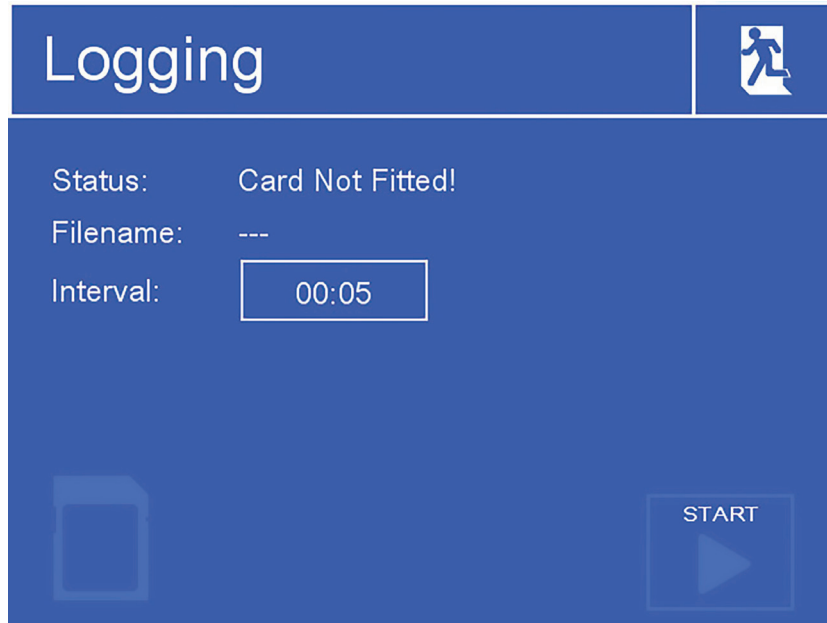 Logging
Status: Card Not Fitted!
Filename: ---
Interval: 00:05
START